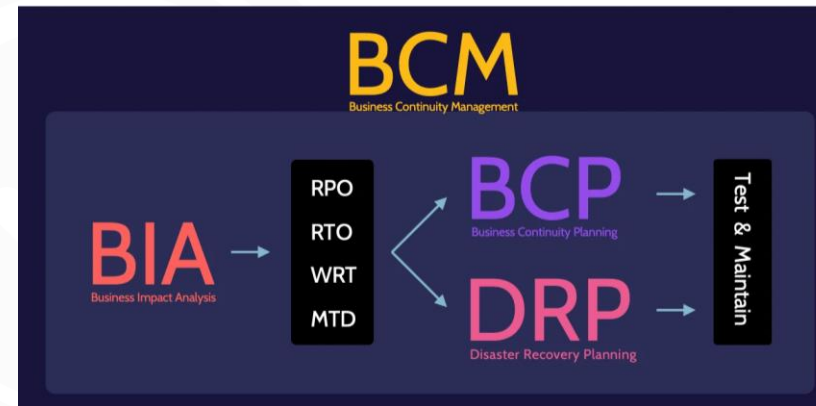 BCM
Business Continuity Management
BIA
Business Impact Analysis
RPO
RTO
WRT
MTD
BCP
Business Continuity Planning
DRP
Disaster Recovery Planning
Test & Maintain